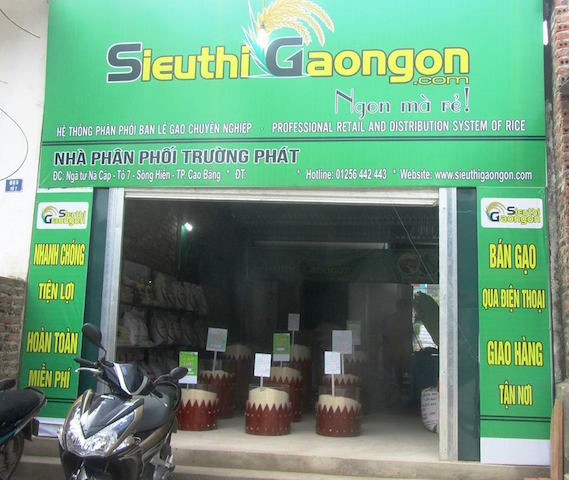 SIEUTHI GAONGON
.com
Ngon mà rẻ!
HỆ THỐNG PHÂN PHỐI BÁN LẺ GẠO CHUYÊN NGHIỆP - PROFESSIONAL RETAIL AND DISTRIBUTION SYSTEM OF RICE
NHÀ PHÂN PHỐI TRƯỜNG PHÁT
ĐC: Ngã tư Nà Cáp - Tổ 7 - Sông Hiến - TP. Cao Bằng * ĐT. * Hotline: 01256 442 443 * Website: www.sieuthigaongon.com
SIEUTHI
GAONGON
NHANH CHÓNG
TIỆN LỢI
HOÀN TOÀN
MIỄN PHÍ
SIEUTHI
GAONGON
BÁN GẠO
QUA ĐIỆN THOẠI
GIAO HÀNG
TẬN NƠI